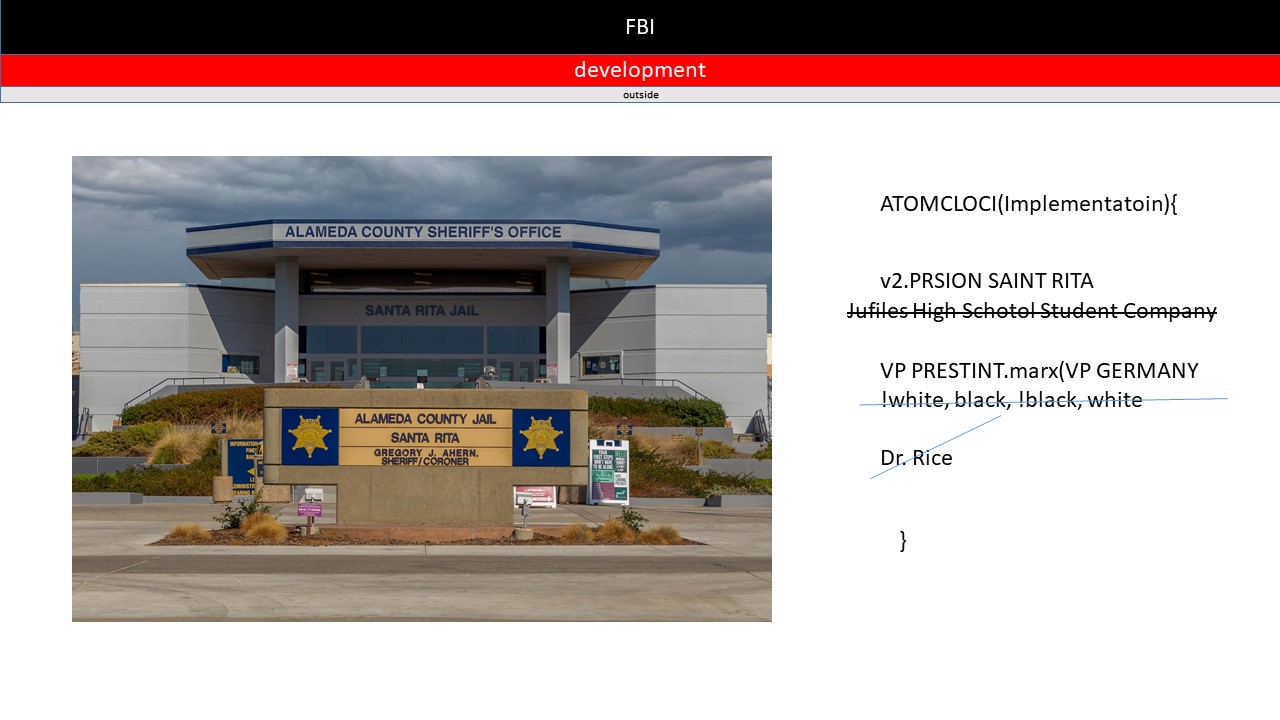 FBI
development
outside
ALAMEDA COUNTY SHERIFF'S OFFICE
SANTA RITA JAIL
ALAMEDA COUNTY JAIL
SANTA RITA
GREGORY J. AHERN,
SHERIFF/CORONER
ATOMCLOCI(Implementatoin){
v2.PRSION SAINT RITA
Jufiles High Schotol Student Company
VP PRESTINT.marx(VP GERMANY
!white, black, !black, white
Dr. Rice
}